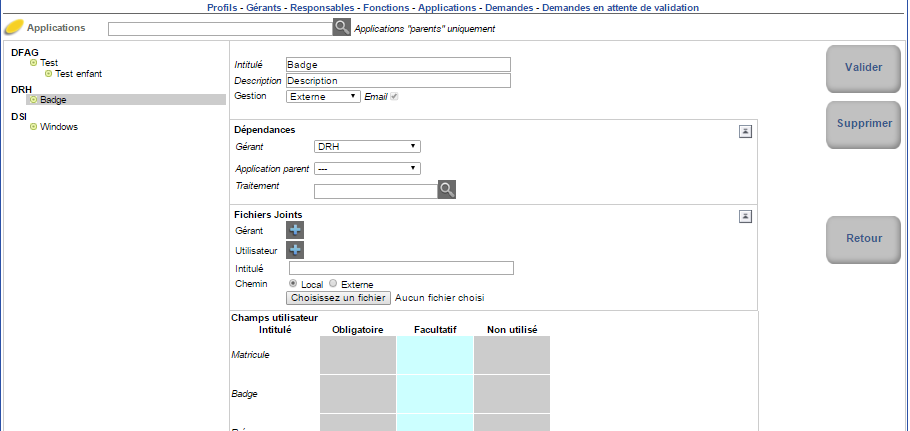 Profils - Gérants - Responsables - Fonctions - Applications - Demandes - Demandes en attente de validation
Applications
Applications "parents" uniquement
DFAG
Test
Test enfant
DRH
Badge
DSI
Windows
Intitulé Badge
Description Description
Gestion Externe Email
Valider
Supprimer
Retour
Dépendances
Gérant DRH
Application parent ---
Traitement
Fichiers Joints
Gérant
Utilisateur
Intitulé
Chemin Local Externe
Choisissez un fichier Aucun fichier choisi
Champs utilisateur
Intitulé Obligatoire Facultatif Non utilisé
Matricule
Badge